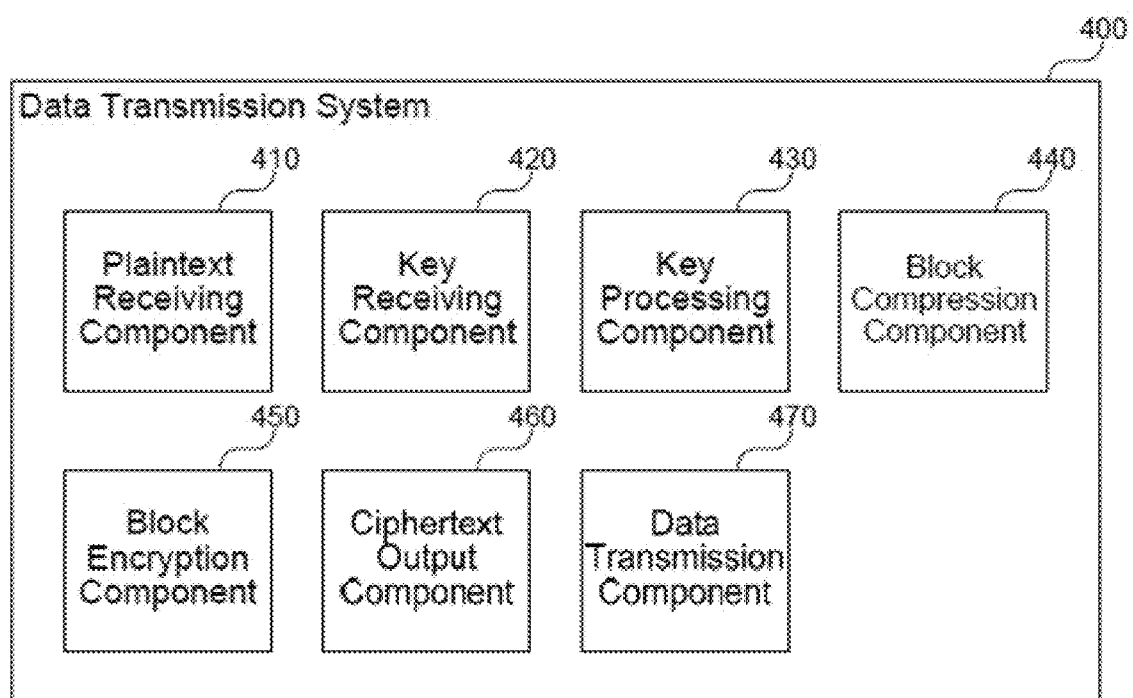 400
Data Transmission System
410
420
430
440
Plaintext
Receiving
Component
Key
Receiving
Component
Key
Processing
Component
Block
Compression
Component
450
460
470
Block
Encryption
Component
Ciphertext
Output
Component
Data
Transmission
Component